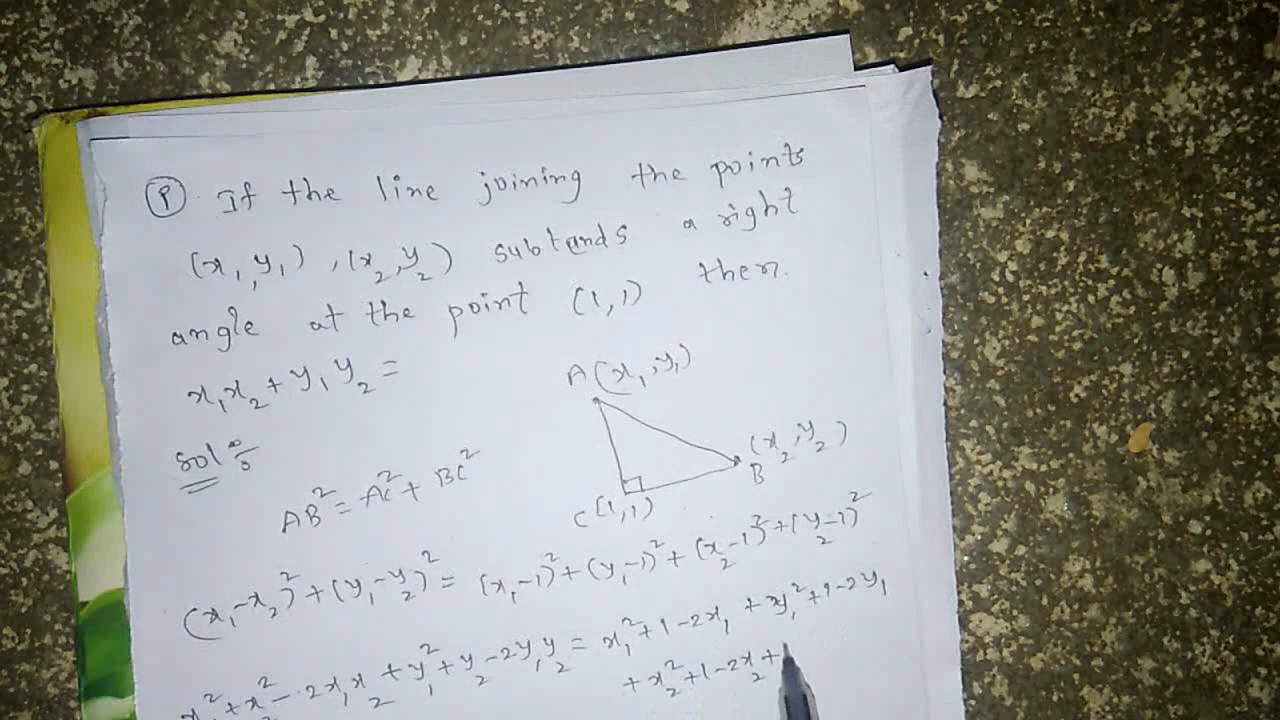 (P). If the line joining the points
(x₁, y₁), (x₂, y₂) subtends a right
angle at the point (1,1) then.
x₁x₂ + y₁y₂ =
Sol:
A(x₁, y₁)
(x₂, y₂)
B
C(1,1)
AB² = AC² + BC²
(x₁-x₂)² + (y₁-y₂)² = (x₁-1)² + (y₁-1)² + (x₂-1)² + (y₂-1)²
x₁² + x₂² - 2x₁x₂ + y₁² + y₂ - 2y₁y₂ = x₁² + 1 - 2x₁ + y₁² + 1 - 2y₁
+ x₂² + 1 - 2x₂ +